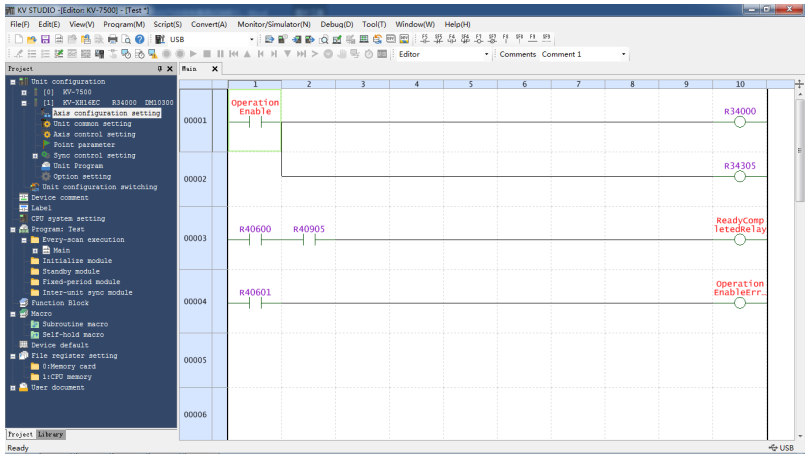 KV STUDIO -[Editor: KV-7500] - [Test *]
File(F) Edit(E) View(V) Program(M) Script(S) Convert(A) Monitor/Simulator(N) Debug(D) Tool(T) Window(W) Help(H)
USB
Editor Comments Comment 1
Project
Main
Unit configuration
[0] KV-7500
[1] KV-XH16EC R34000 DM10300
Axis configuration setting
Unit common setting
Axis control setting
Point parameter
Sync control setting
Unit Program
Option setting
Unit configuration switching
Device comment
Label
CPU system setting
Program: Test
Every-scan execution
Main
Initialize module
Standby module
Fixed-period module
Inter-unit sync module
Function Block
Macro
Subroutine macro
Self-hold macro
Device default
File register setting
0:Memory card
1:CPU memory
User document
Project Library
1 2 3 4 5 6 7 8 9 10
Operation
Enable
R34000
00001
R34305
00002
ReadyComp
letedRelay
R40600 R40905
00003
Operation
EnableErr…
R40601
00004
00005
00006
Ready
USB